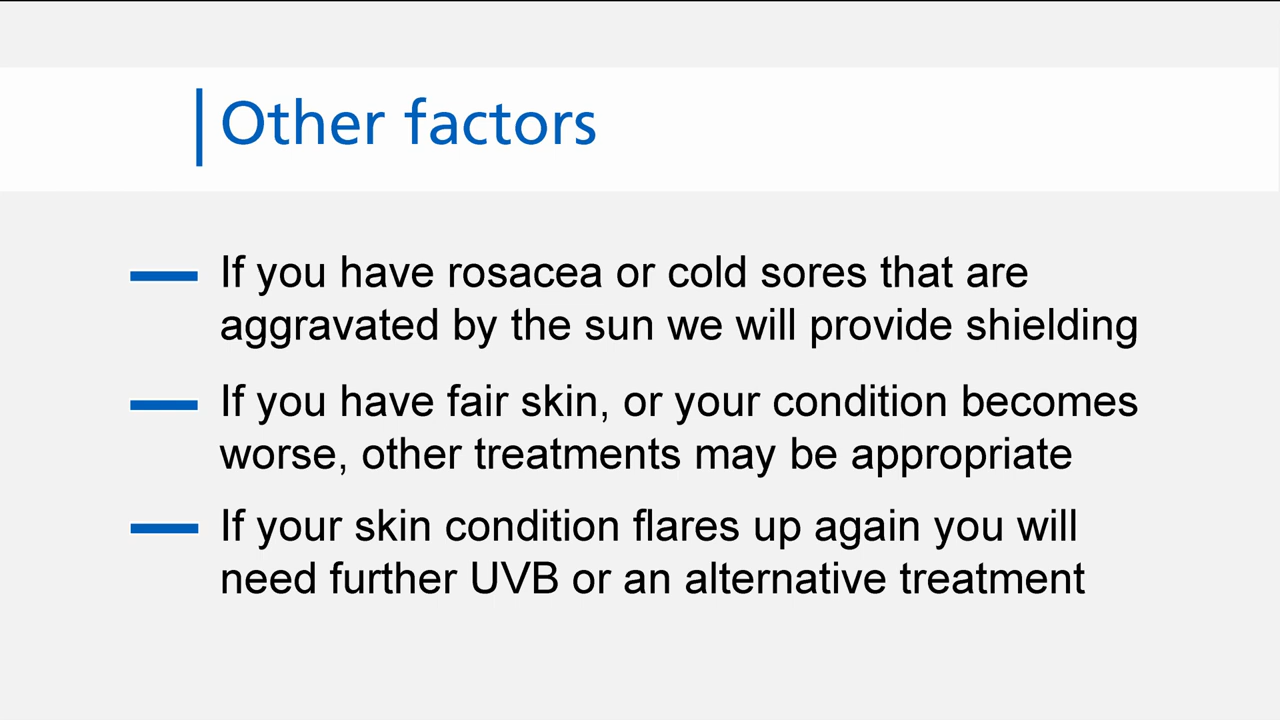 Other factors
If you have rosacea or cold sores that are
aggravated by the sun we will provide shielding
If you have fair skin, or your condition becomes
worse, other treatments may be appropriate
If your skin condition flares up again you will
need further UVB or an alternative treatment